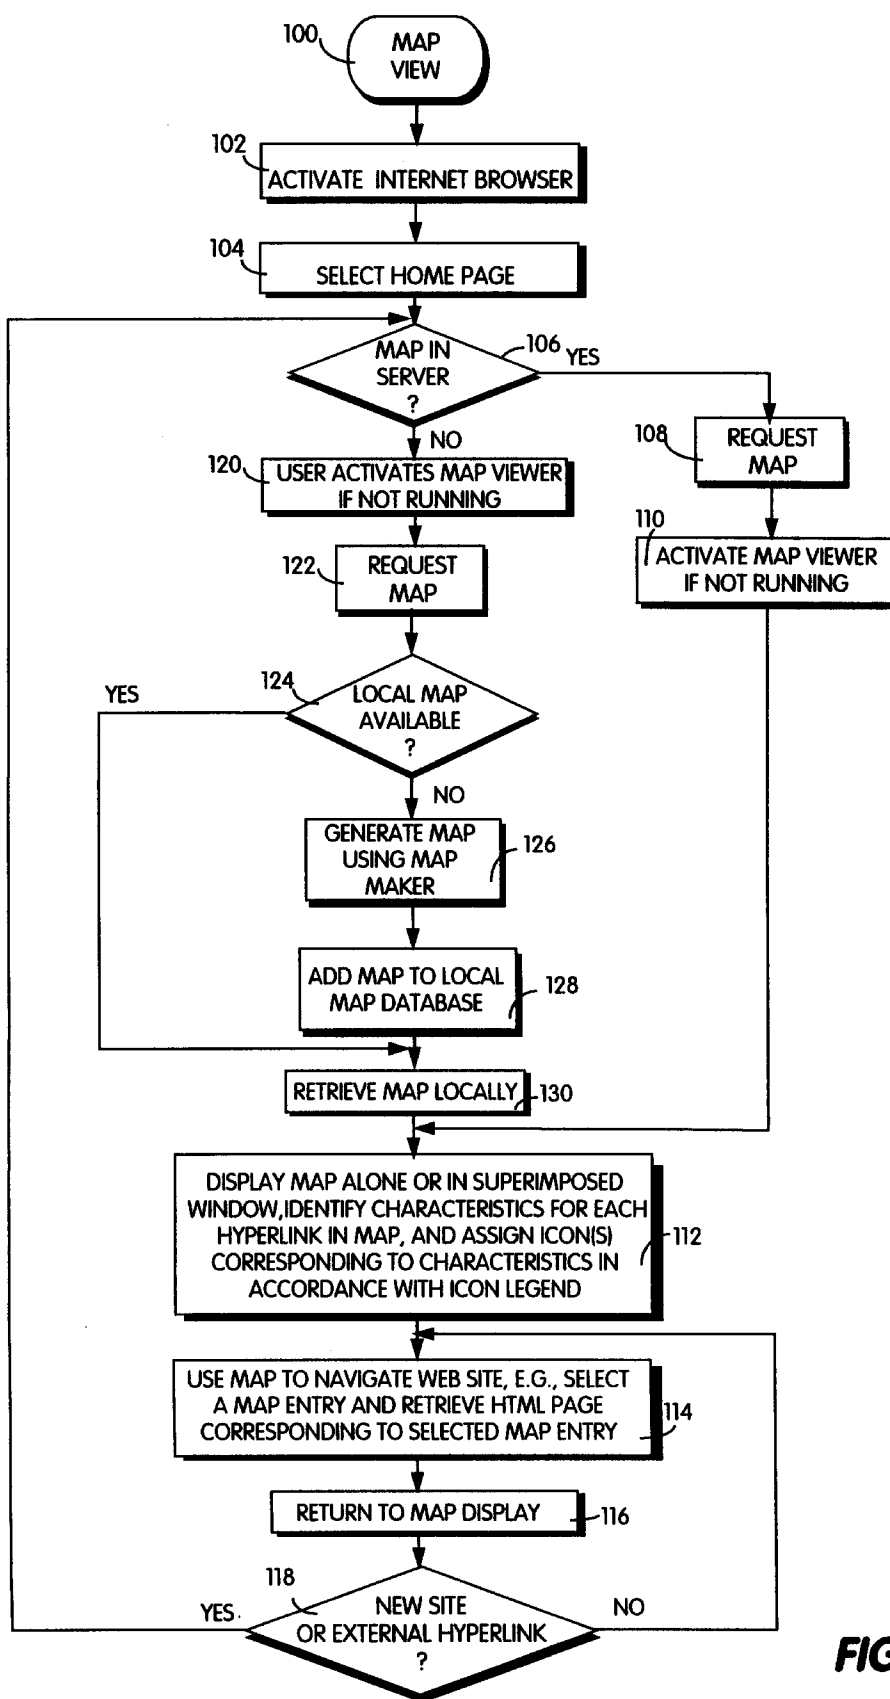 100
MAP
VIEW
102
ACTIVATE INTERNET BROWSER
104
SELECT HOME PAGE
MAP IN
SERVER
?
106
YES
NO
108
REQUEST
MAP
110
ACTIVATE MAP VIEWER
IF NOT RUNNING
120
USER ACTIVATES MAP VIEWER
IF NOT RUNNING
122
REQUEST
MAP
124
LOCAL MAP
AVAILABLE
?
YES
NO
GENERATE MAP
USING MAP
MAKER
126
ADD MAP TO LOCAL
MAP DATABASE
128
RETRIEVE MAP LOCALLY
130
DISPLAY MAP ALONE OR IN SUPERIMPOSED
WINDOW,IDENTIFY CHARACTERISTICS FOR EACH
HYPERLINK IN MAP, AND ASSIGN ICON(S)
CORRESPONDING TO CHARACTERISTICS IN
ACCORDANCE WITH ICON LEGEND
112
USE MAP TO NAVIGATE WEB SITE, E.G., SELECT
A MAP ENTRY AND RETRIEVE HTML PAGE
CORRESPONDING TO SELECTED MAP ENTRY
114
RETURN TO MAP DISPLAY
116
118
NEW SITE
OR EXTERNAL HYPERLINK
?
YES
NO
FIG